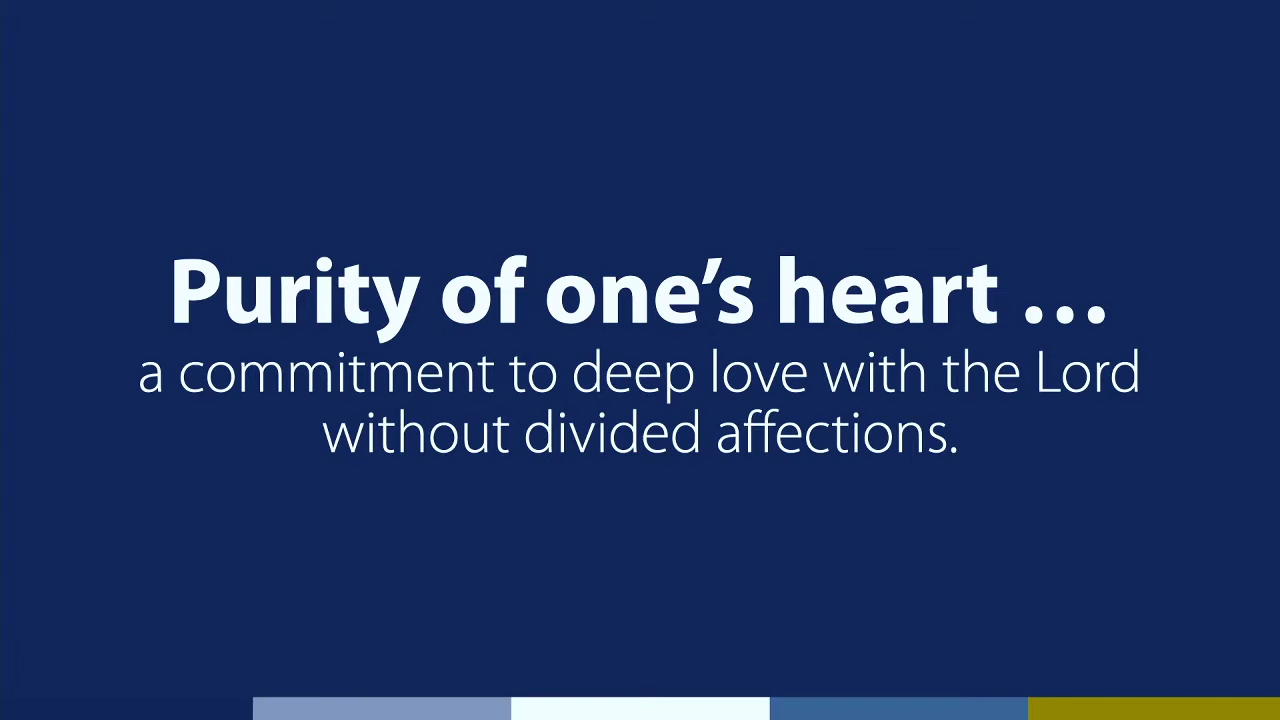 Purity of one’s heart …
a commitment to deep love with the Lord
without divided affections.